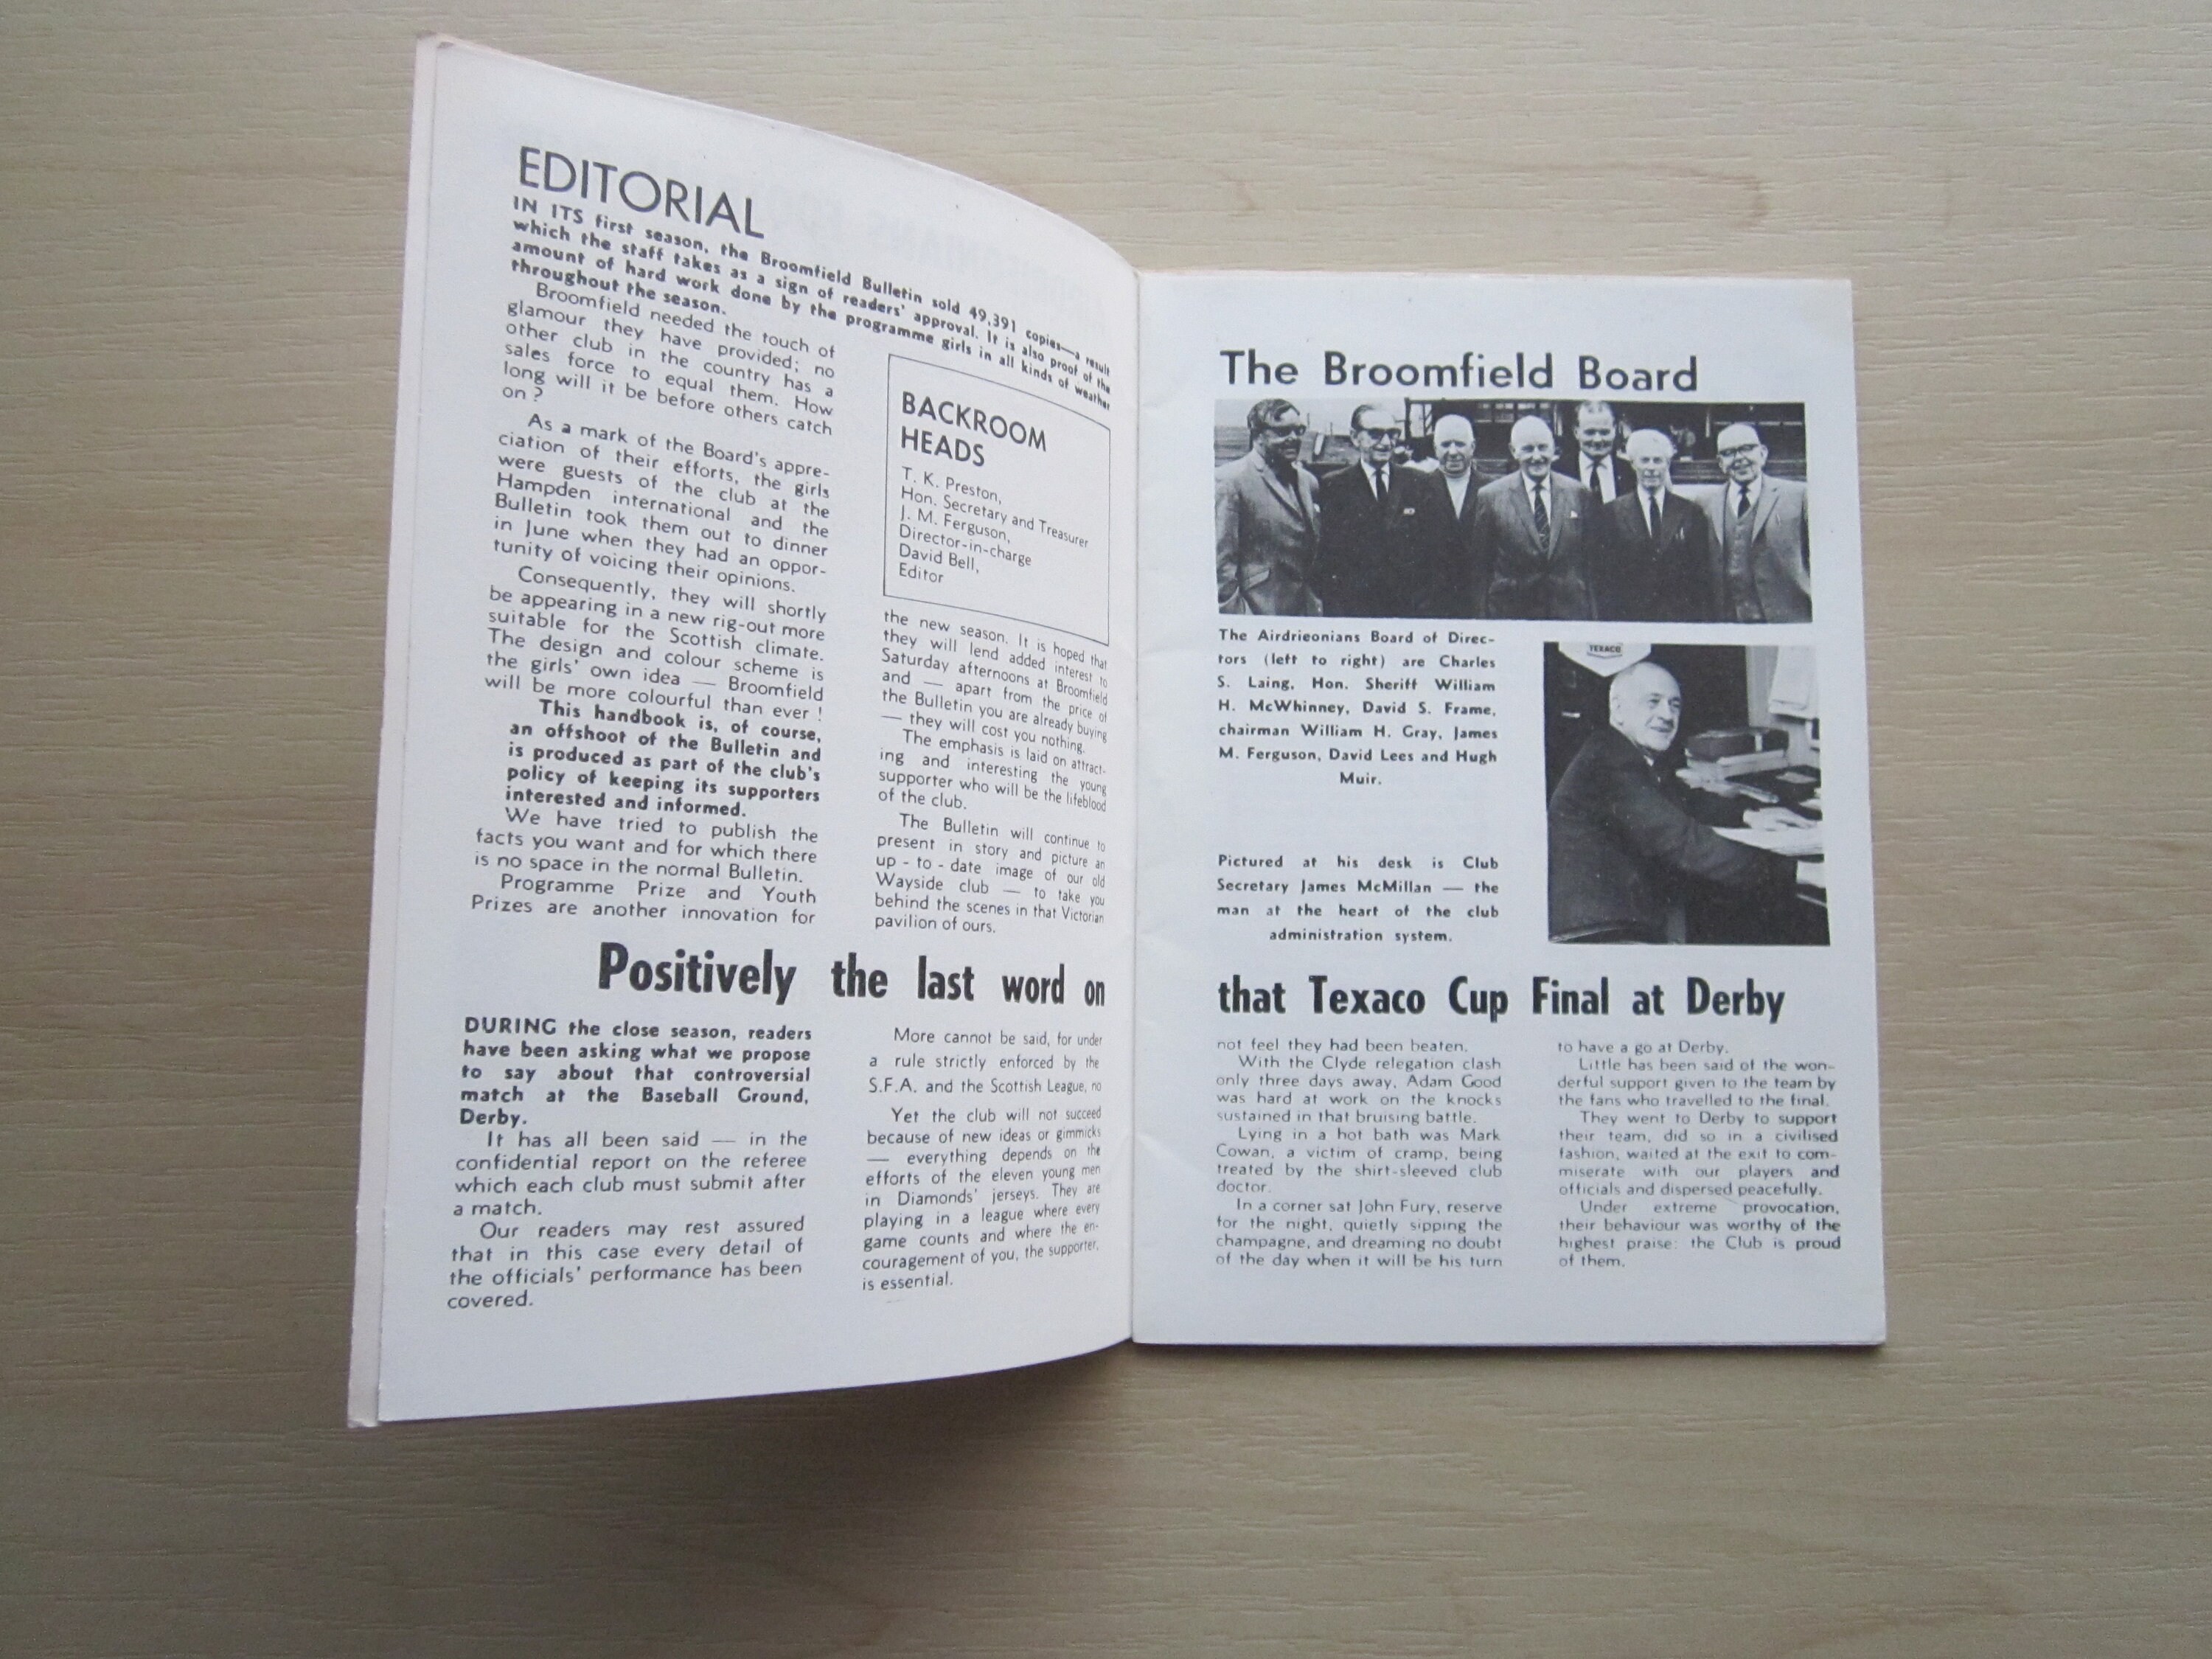 EDITORIAL
IN ITS first season, the Broomfield Bulletin sold 49,391 copies—a result
which the staff takes as a sign of readers' approval. It is also proof of the
amount of hard work done by the programme girls in all kinds of weather
throughout the season.
Broomfield needed the touch of
glamour they have provided; no
other club in the country has a
sales force to equal them. How
long will it be before others catch
on?
As a mark of the Board's appre-
ciation of their efforts, the girls
were guests of the club at the
Hampden international and the
Bulletin took them out to dinner
in June when they had an oppor-
tunity of voicing their opinions.
Consequently, they will shortly
be appearing in a new rig-out more
suitable for the Scottish climate.
The design and colour scheme is
the girls' own idea — Broomfield
will be more colourful than ever !
This handbook is, of course,
an offshoot of the Bulletin and
is produced as part of the club's
policy of keeping its supporters
interested and informed.
We have tried to publish the
facts you want and for which there
is no space in the normal Bulletin.
Programme Prize and Youth
Prizes are another innovation for
BACKROOM
HEADS
T. K. Preston,
Hon. Secretary and Treasurer
J. M. Ferguson,
Director-in-charge
David Bell,
Editor
the new season. It is hoped that
they will lend added interest to
Saturday afternoons at Broomfield
and — apart from the price of
the Bulletin you are already buying
— they will cost you nothing.
The emphasis is laid on attract-
ing and interesting the young
supporter who will be the lifeblood
of the club.
The Bulletin will continue to
present in story and picture an
up - to - date image of our old
Wayside club — to take you
behind the scenes in that Victorian
pavilion of ours.
Positively the last word on
DURING the close season, readers
have been asking what we propose
to say about that controversial
match at the Baseball Ground,
Derby.
It has all been said — in the
confidential report on the referee
which each club must submit after
a match.
Our readers may rest assured
that in this case every detail of
the officials' performance has been
covered.
More cannot be said, for under
a rule strictly enforced by the
S.F.A. and the Scottish League, no
Yet the club will not succeed
because of new ideas or gimmicks
— everything depends on the
efforts of the eleven young men
in Diamonds' jerseys. They are
playing in a league where every
game counts and where the en-
couragement of you, the supporter,
is essential.
The Broomfield Board
The Airdrieonians Board of Direc-
tors (left to right) are Charles
S. Laing, Hon. Sheriff William
H. McWhinney, David S. Frame,
chairman William H. Gray, James
M. Ferguson, David Lees and Hugh
Muir.
TEXACO
Pictured at his desk is Club
Secretary James McMillan — the
man at the heart of the club
administration system.
that Texaco Cup Final at Derby
not feel they had been beaten.
With the Clyde relegation clash
only three days away, Adam Good
was hard at work on the knocks
sustained in that bruising battle.
Lying in a hot bath was Mark
Cowan, a victim of cramp, being
treated by the shirt-sleeved club
doctor.
In a corner sat John Fury, reserve
for the night, quietly sipping the
champagne, and dreaming no doubt
of the day when it will be his turn
to have a go at Derby.
Little has been said of the won-
derful support given to the team by
the fans who travelled to the final.
They went to Derby to support
their team, did so in a civilised
fashion, waited at the exit to com-
miserate with our players and
officials and dispersed peacefully.
Under extreme provocation,
their behaviour was worthy of the
highest praise: the Club is proud
of them.